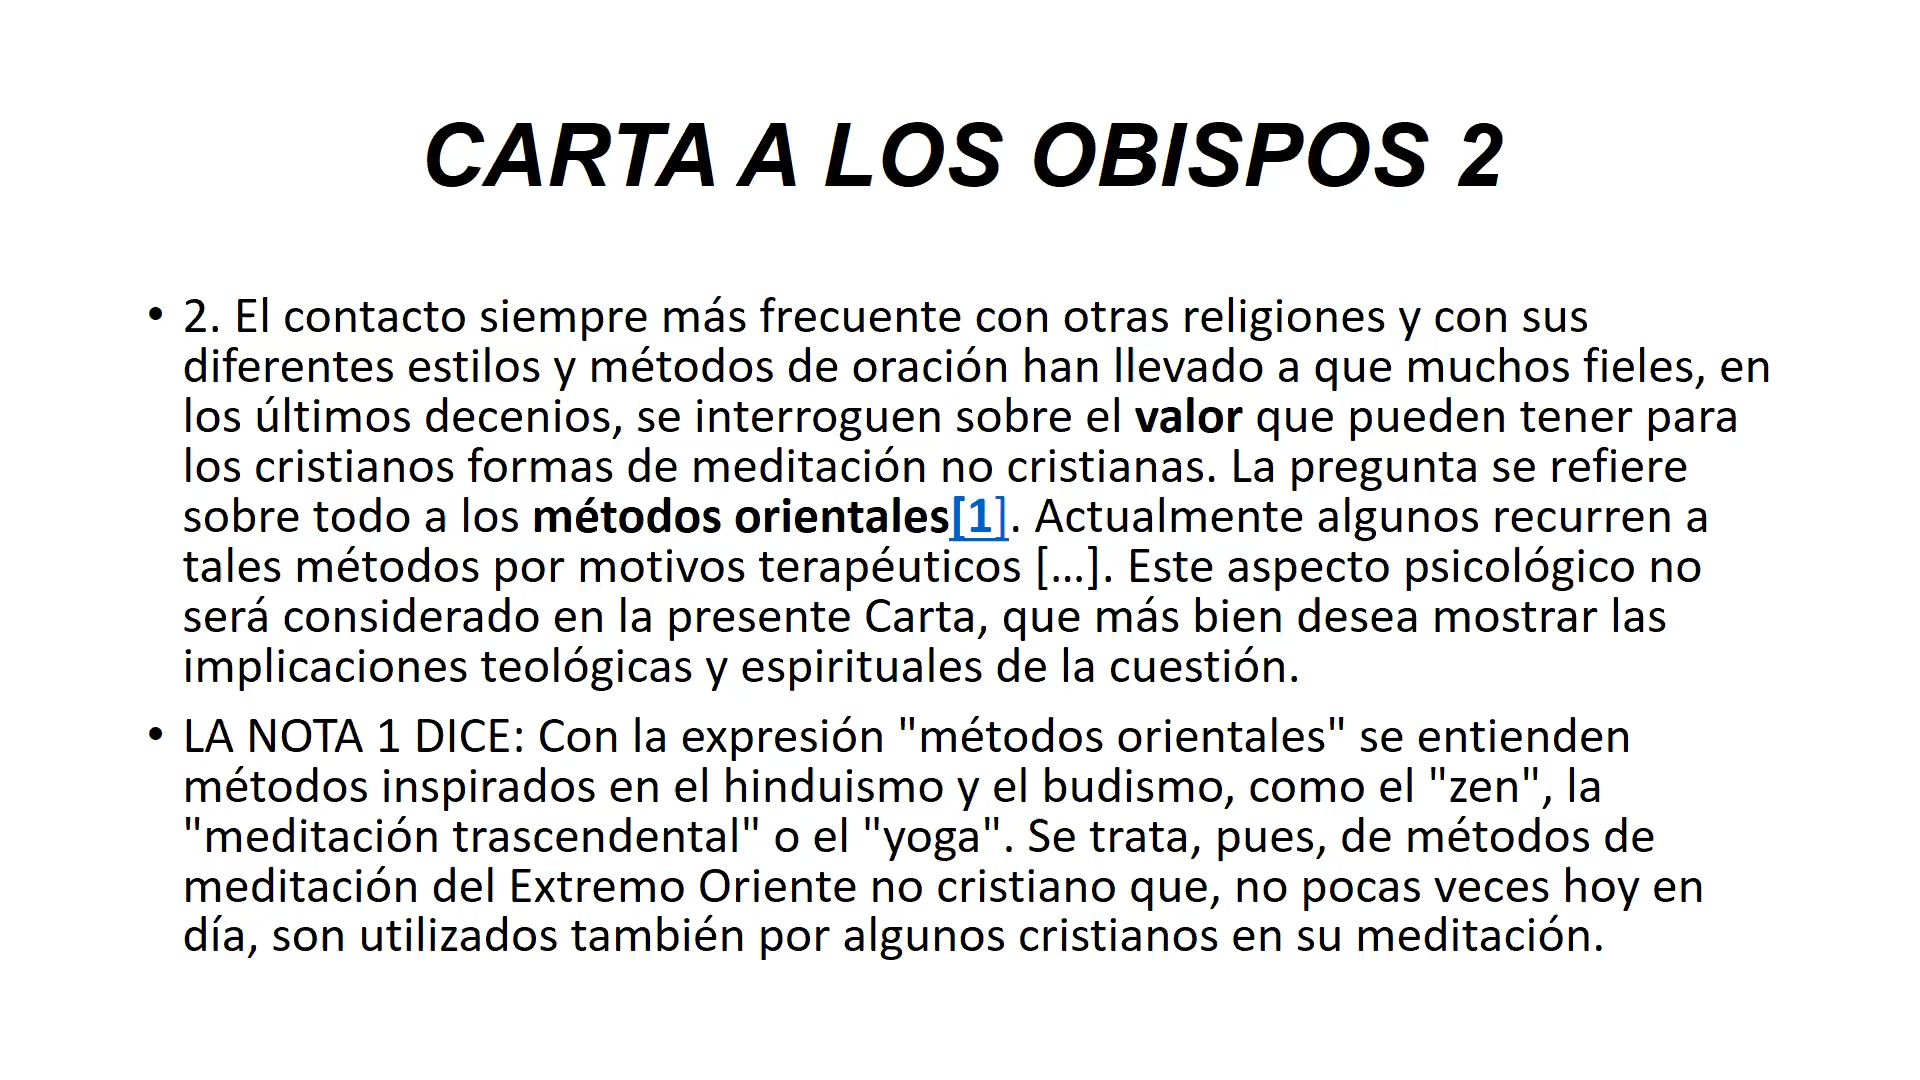 CARTA A LOS OBISPOS 2
• 2. El contacto siempre más frecuente con otras religiones y con sus
diferentes estilos y métodos de oración han llevado a que muchos fieles, en
los últimos decenios, se interroguen sobre el valor que pueden tener para
los cristianos formas de meditación no cristianas. La pregunta se refiere
sobre todo a los métodos orientales[1]. Actualmente algunos recurren a
tales métodos por motivos terapéuticos [...]. Este aspecto psicológico no
será considerado en la presente Carta, que más bien desea mostrar las
implicaciones teológicas y espirituales de la cuestión.
• LA NOTA 1 DICE: Con la expresión "métodos orientales" se entienden
métodos inspirados en el hinduismo y el budismo, como el "zen", la
"meditación trascendental" o el "yoga". Se trata, pues, de métodos de
meditación del Extremo Oriente no cristiano que, no pocas veces hoy en
día, son utilizados también por algunos cristianos en su meditación.